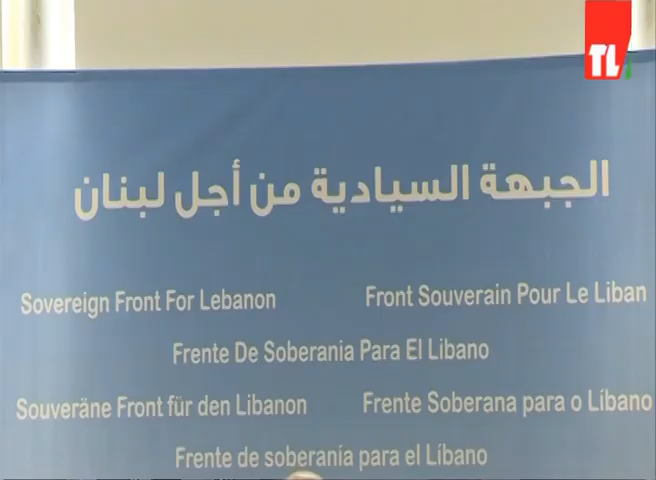 TL
الجبهة السيادية من أجل لبنان
Sovereign Front For Lebanon
Front Souverain Pour Le Liban
Frente De Soberania Para El Libano
Souveräne Front für den Libanon
Frente Soberana para o Líbano
Frente de soberanía para el Líbano